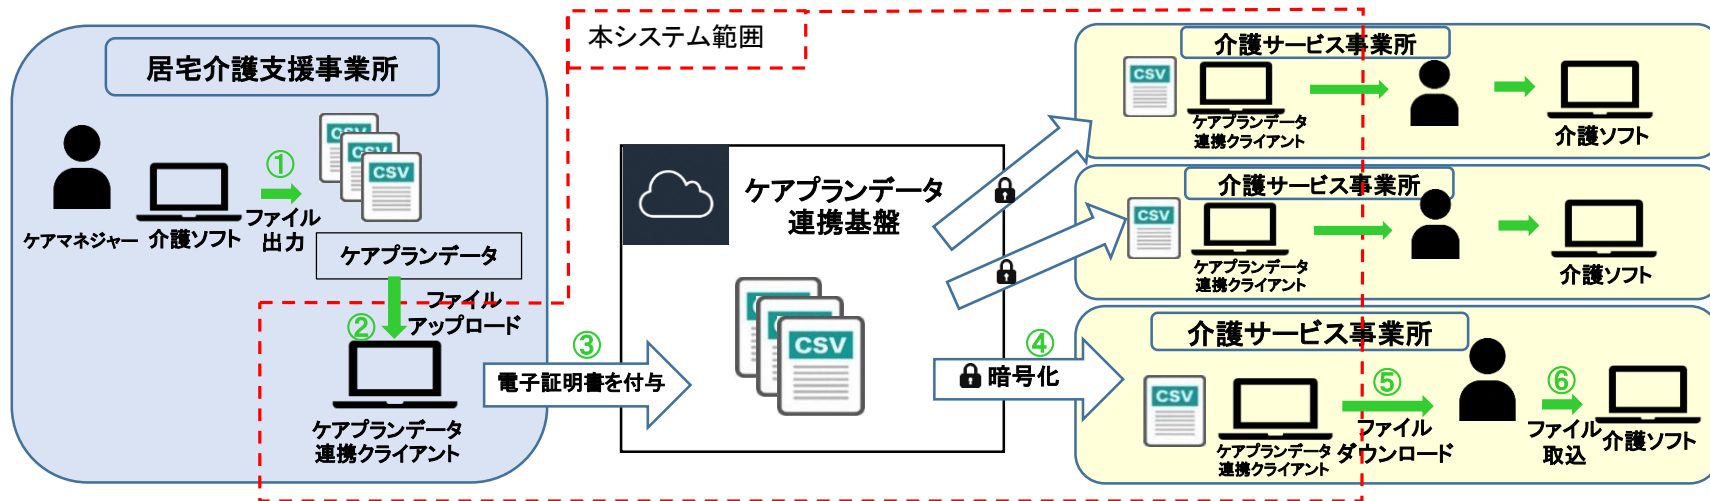 本システム範囲
居宅介護支援事業所
ケアマネジャー
介護ソフト
①
ファイル
出力
CSV
CSV
CSV
ケアプランデータ
②
ファイル
アップロード
ケアプランデータ
連携クライアント
③
電子証明書を付与
ケアプランデータ
連携基盤
CSV
④
暗号化
介護サービス事業所
CSV
ケアプランデータ
連携クライアント
介護ソフト
介護サービス事業所
CSV
ケアプランデータ
連携クライアント
介護ソフト
介護サービス事業所
CSV
ケアプランデータ
連携クライアント
⑤
ファイル
ダウンロード
⑥
ファイル
取込
介護ソフト